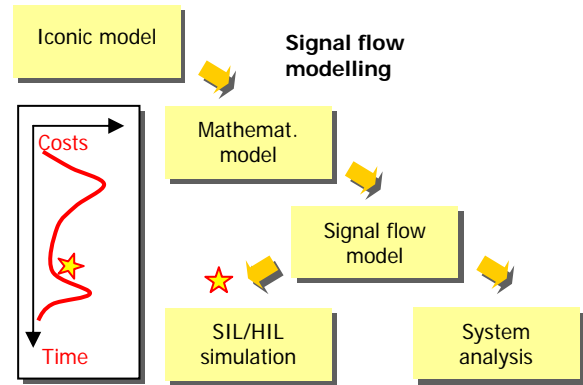 Iconic model
Signal flow
modelling
Costs
Mathemat.
model
Signal flow
model
SIL/HIL
simulation
System
analysis
Time